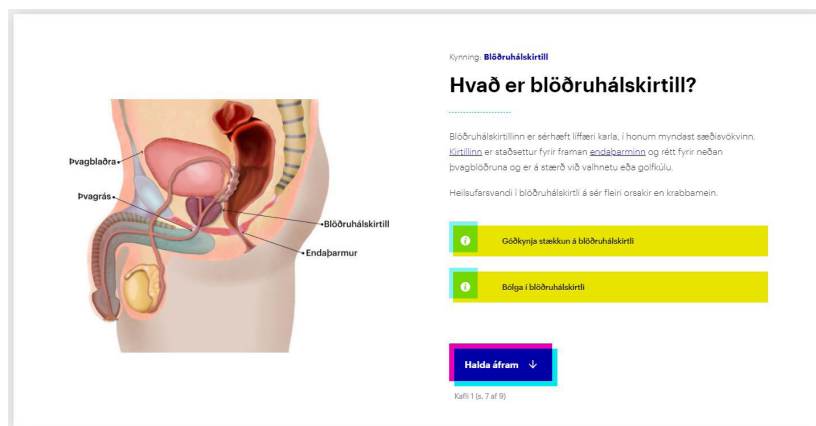 Þvagblaðra
Þvagrás
Blöðruhálskirtill
Endaþarmur
Kynning: Blöðruhálskirtill
Hvað er blöðruhálskirtill?
Blöðruhálskirtillinn er sérhæft líffæri karla, í honum myndast sæðisvökvinn.
Kirtillinn er staðsettur fyrir framan endaþarminn og rétt fyrir neðan
þvagblöðruna og er á stærð við valhnetu eða golfkúlu.
Heilsufarsvandi í blöðruhálskirtli á sér fleiri orsakir en krabbamein.
Góðkynja stækkun á blöðruhálskirtli
Bólga í blöðruhálskirtli
Halda áfram ↓
Kafli 1 (s. 7 af 9)